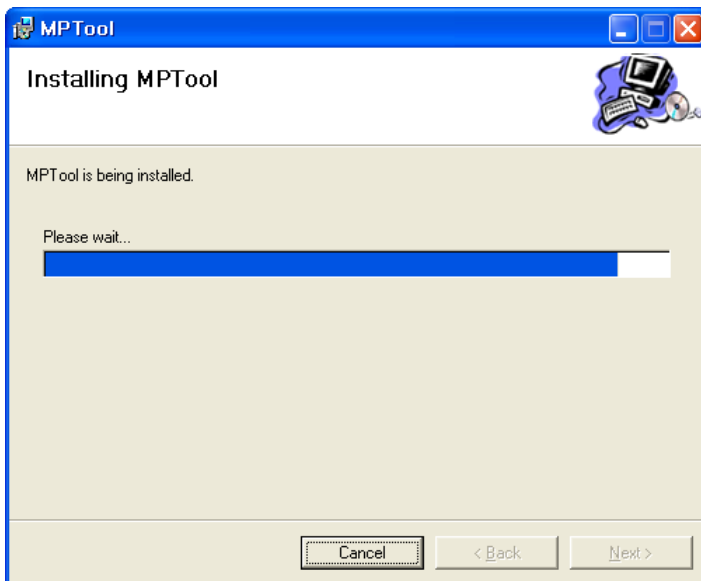 MPTool
Installing MPTool
MPTool is being installed.
Please wait...
Cancel
< Back
Next >